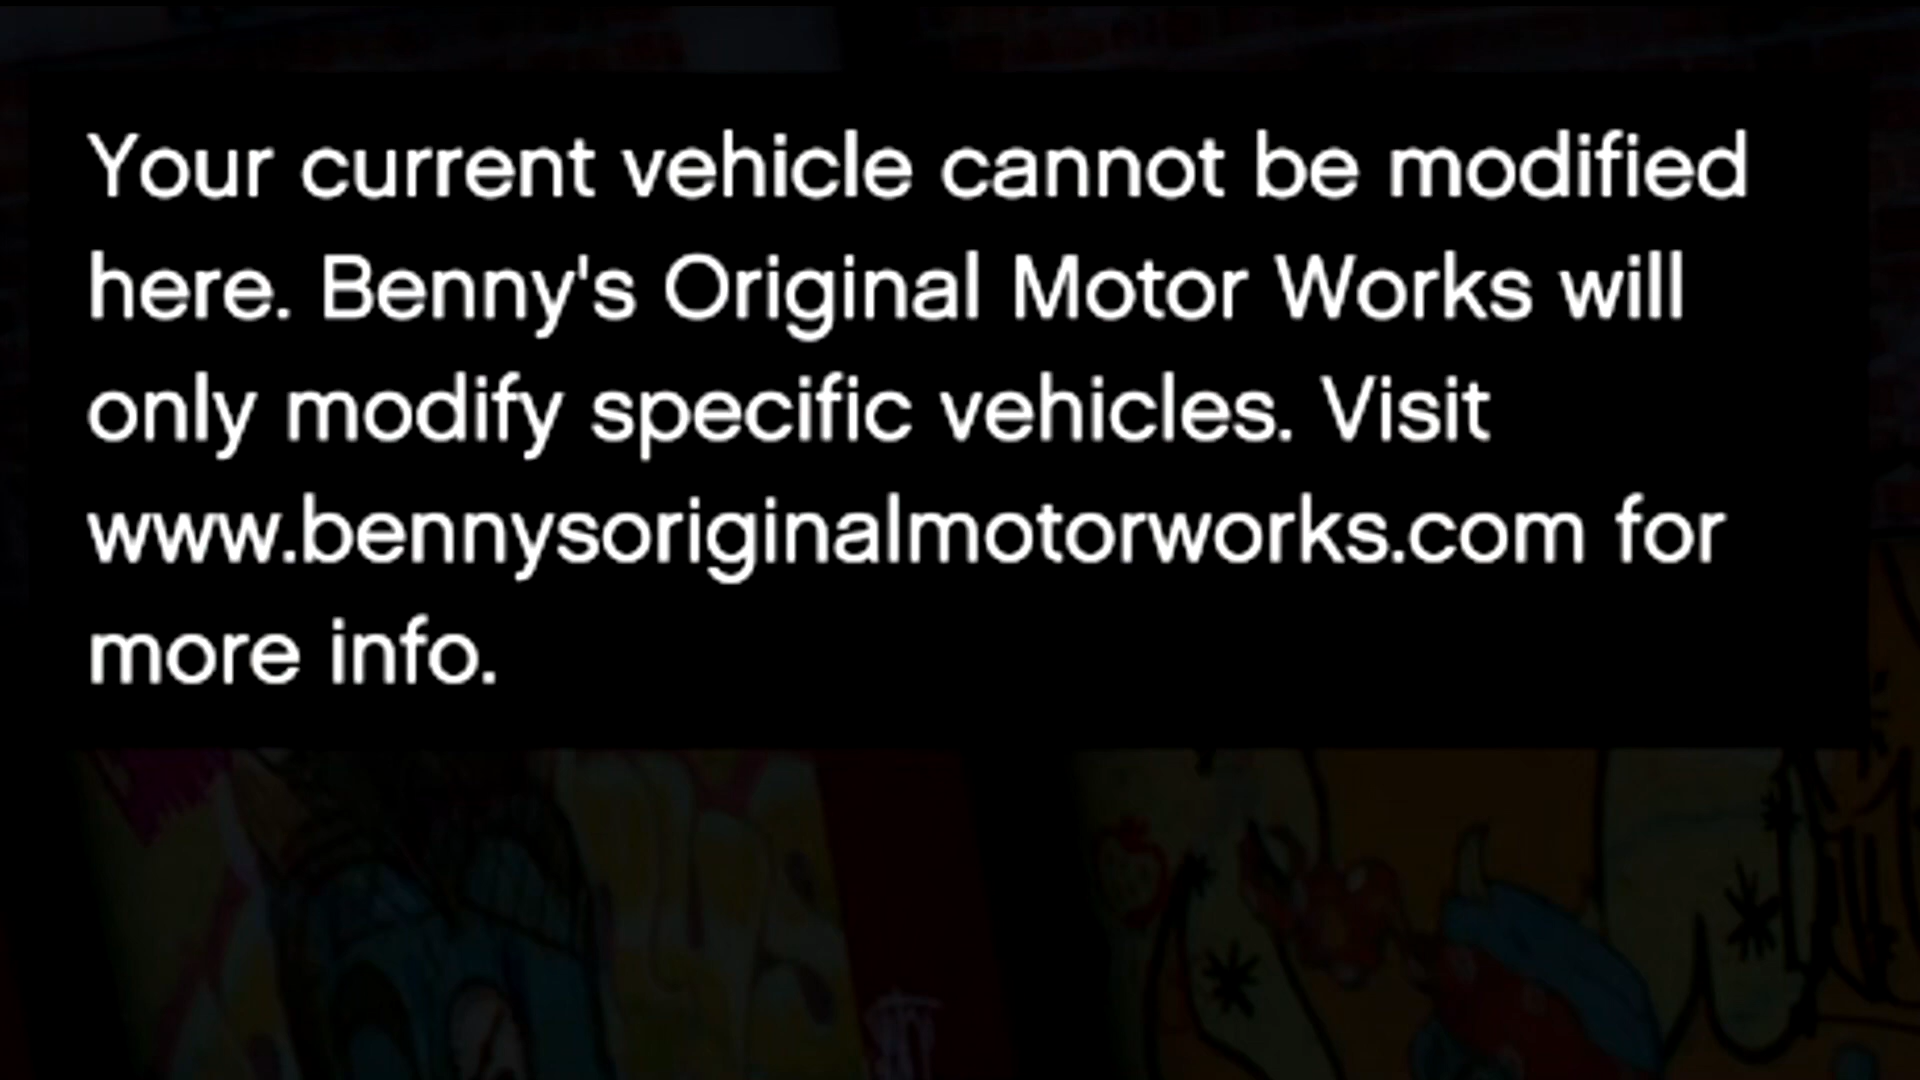 Your current vehicle cannot be modified
here. Benny's Original Motor Works will
only modify specific vehicles. Visit
www.bennysoriginalmotorworks.com for
more info.